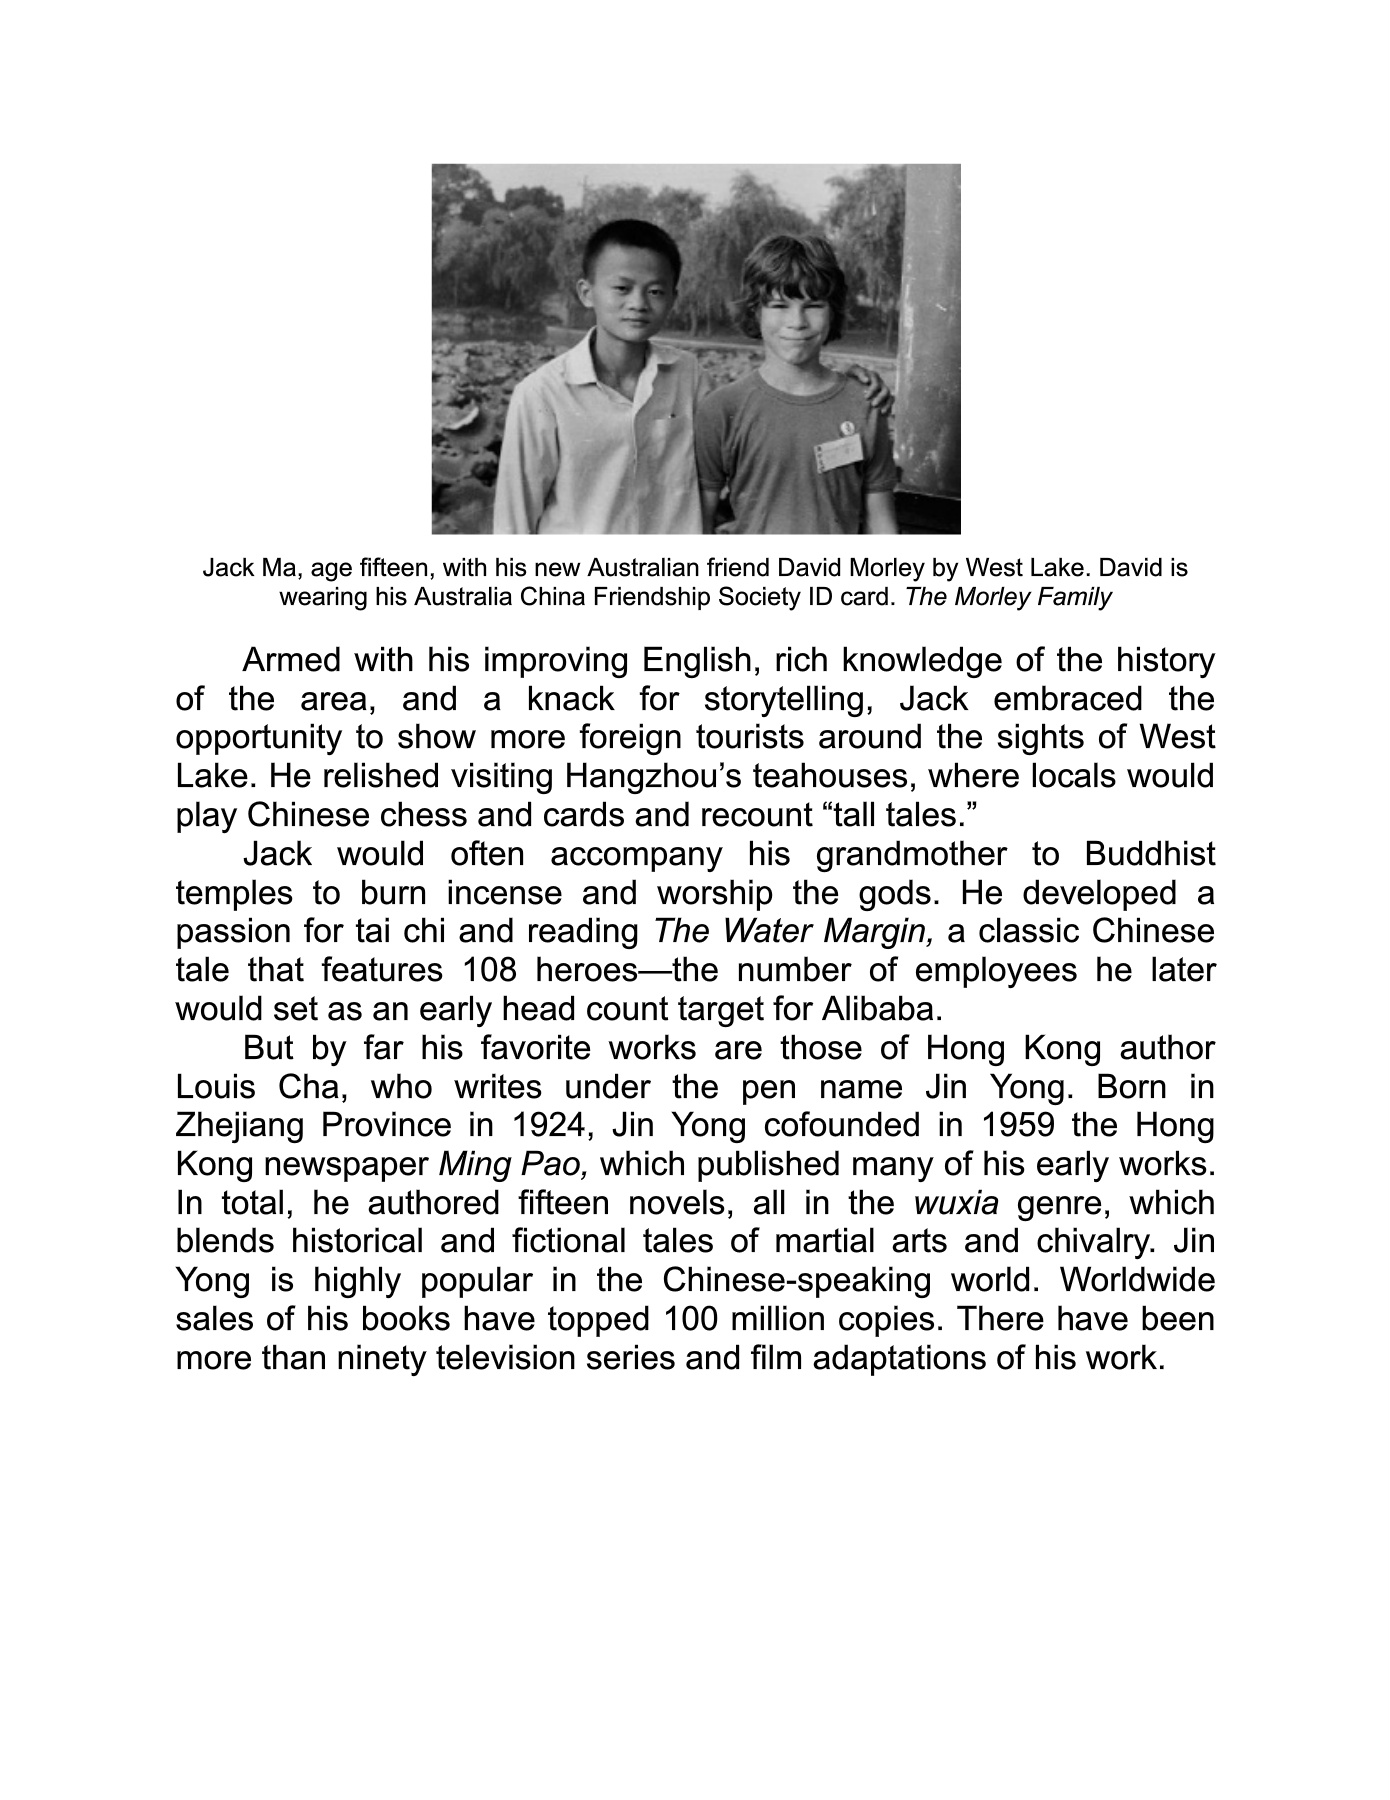 Jack Ma, age fifteen, with his new Australian friend David Morley by West Lake. David is
wearing his Australia China Friendship Society ID card. The Morley Family
Armed with his improving English, rich knowledge of the history
of the area, and a knack for storytelling, Jack embraced the
opportunity to show more foreign tourists around the sights of West
Lake. He relished visiting Hangzhou’s teahouses, where locals would
play Chinese chess and cards and recount “tall tales.”
Jack would often accompany his grandmother to Buddhist
temples to burn incense and worship the gods. He developed a
passion for tai chi and reading The Water Margin, a classic Chinese
tale that features 108 heroes—the number of employees he later
would set as an early head count target for Alibaba.
But by far his favorite works are those of Hong Kong author
Louis Cha, who writes under the pen name Jin Yong. Born in
Zhejiang Province in 1924, Jin Yong cofounded in 1959 the Hong
Kong newspaper Ming Pao, which published many of his early works.
In total, he authored fifteen novels, all in the wuxia genre, which
blends historical and fictional tales of martial arts and chivalry. Jin
Yong is highly popular in the Chinese-speaking world. Worldwide
sales of his books have topped 100 million copies. There have been
more than ninety television series and film adaptations of his work.